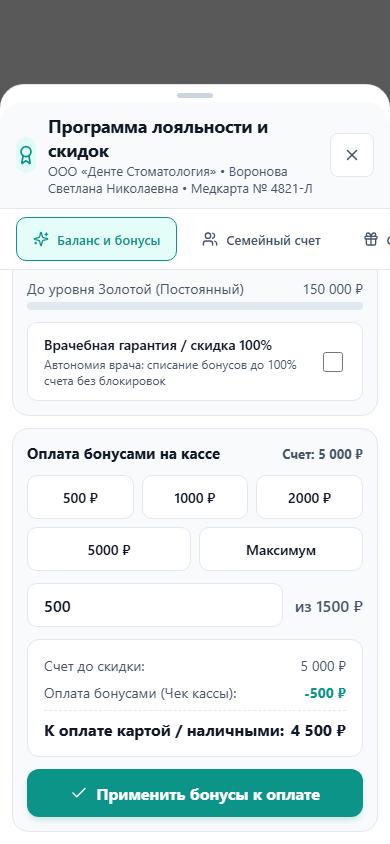 Программа лояльности и
скидок
ООО «Денте Стоматология» • Воронова
Светлана Николаевна • Медкарта № 4821-Л
Баланс и бонусы
Семейный счет
До уровня Золотой (Постоянный)
150 000 ₽
Врачебная гарантия / скидка 100%
Автономия врача: списание бонусов до 100%
счета без блокировок
Оплата бонусами на кассе
Счет: 5 000 ₽
500 ₽
1000 ₽
2000 ₽
5000 ₽
Максимум
500
из 1500 ₽
Счет до скидки:
5 000 ₽
Оплата бонусами (Чек кассы):
-500 ₽
К оплате картой / наличными:
4 500 ₽
Применить бонусы к оплате